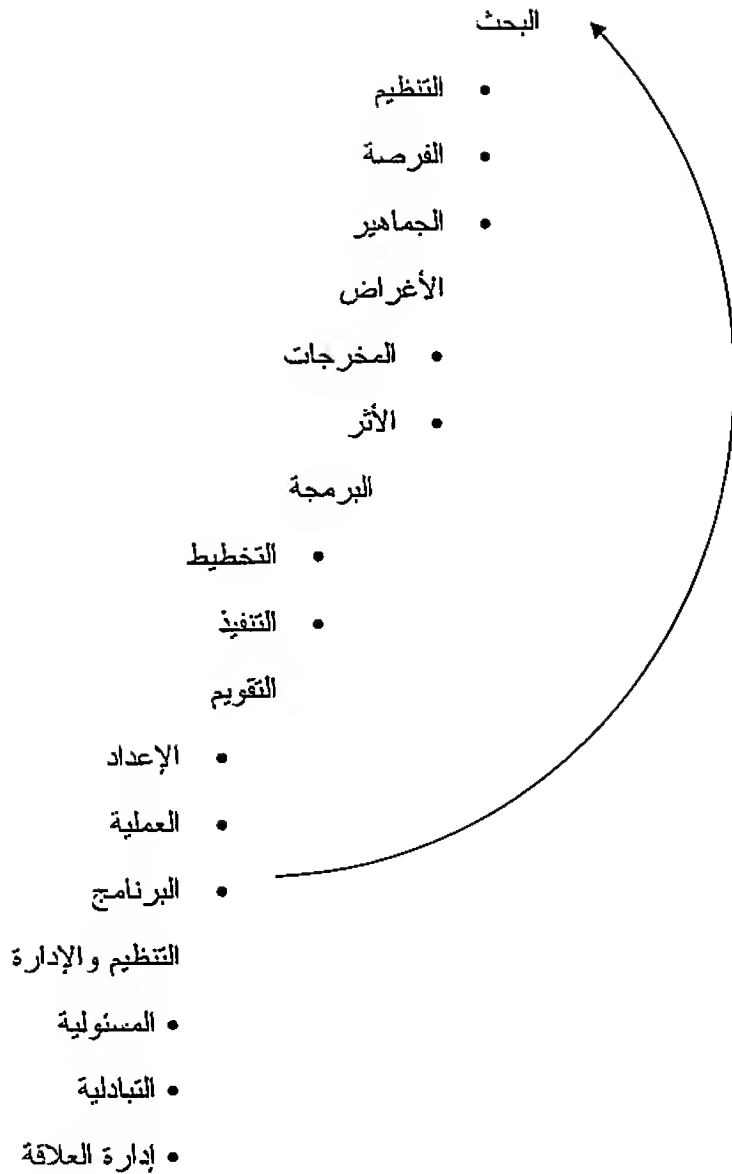 البحث
• التنظيم
• الفرصة
• الجماهير
الأغراض
• المخرجات
• الأثر
البرمجة
• التخطيط
• التنفيذ
التقويم
• الإعداد
• العملية
• البرنامج
التنظيم والإدارة
• المسئولية
• التبادلية
• إدارة العلاقة